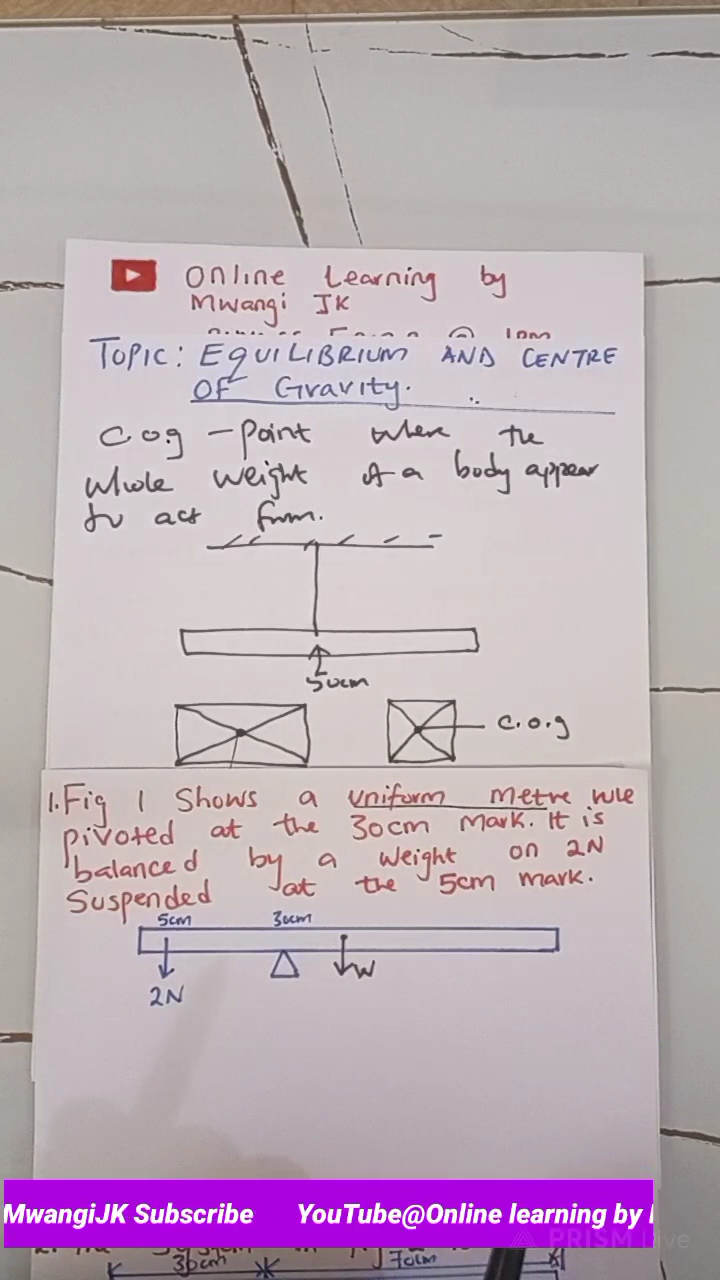 Online Learning by
Mwangi JK
TOPIC: EQUILIBRIUM AND CENTRE
OF Gravity.
C o g - Point where the
whole weight of a body appear
to act from.
50cm
C.O.g
1. Fig 1 Shows a uniform metre rule
pivoted at the 30cm mark. It is
balanced by a weight on 2N
Suspended at the 5cm mark.
5cm 30cm
W
2N
MwangiJK Subscribe YouTube@Online learning by
PRISM Live
30cm 70cm